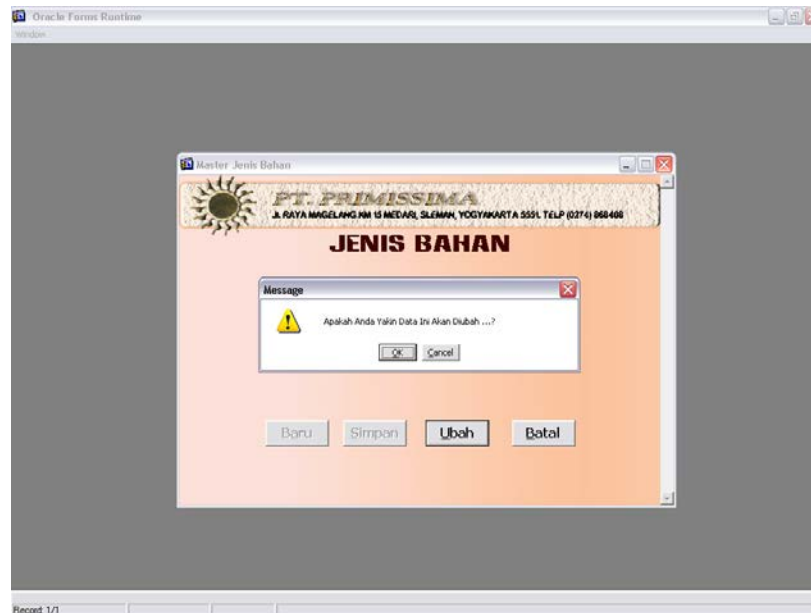 Oracle Forms Runtime
Window
Master Jenis Bahan
PT. PRIMISSIMA
JL. RAYA MAGELANG KM 15 MEDARI, SLEMAN, YOGYAKARTA 5551, TELP (0274) 868408
JENIS BAHAN
Message
Apakah Anda Yakin Data Ini Akan Diubah ...?
OK Cancel
Baru Simpan Ubah Batal
Record: 1/1